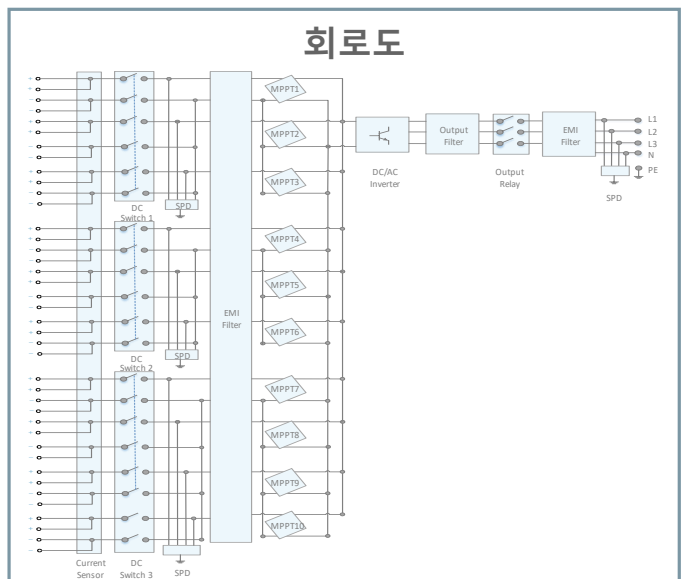 회로도
MPPT1
MPPT2
MPPT3
DC
Switch 1
SPD
MPPT4
MPPT5
MPPT6
DC
Switch 2
SPD
EMI
Filter
MPPT7
MPPT8
MPPT9
MPPT10
Current
Sensor
DC
Switch 3
SPD
DC/AC
Inverter
Output
Filter
Output
Relay
EMI
Filter
L1
L2
L3
N
PE
SPD